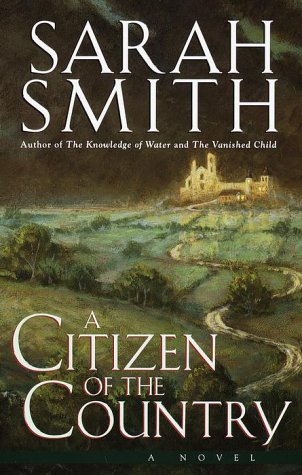 SARAH
SMITH
Author of The Knowledge of Water and The Vanished Child
A
CITIZEN
OF THE
COUNTRY
A NOVEL